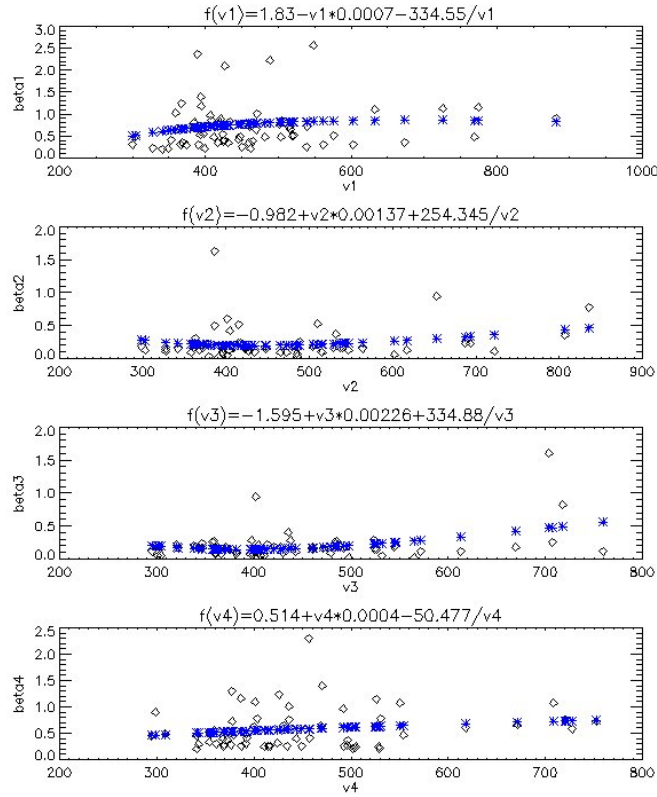 f(v1)=1.83-v1*0.0007-334.55/v1
3.0
2.5
2.0
1.5
1.0
0.5
0.0
beta1
200 400 600 800 1000
v1
f(v2)=-0.982+v2*0.00137+254.345/v2
2.0
1.5
1.0
0.5
0.0
beta2
200 300 400 500 600 700 800 900
v2
f(v3)=-1.595+v3*0.00226+334.88/v3
2.0
1.5
1.0
0.5
0.0
beta3
200 300 400 500 600 700 800
v3
f(v4)=0.514+v4*0.0004-50.477/v4
2.5
2.0
1.5
1.0
0.5
0.0
beta4
200 300 400 500 600 700 800
v4